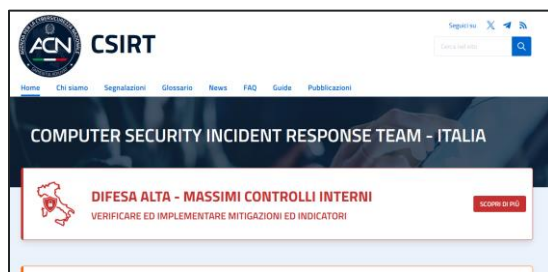 ACN
CSIRT
Seguici su
Cerca nel sito
Home Chi siamo Segnalazioni Glossario News FAQ Guide Pubblicazioni
COMPUTER SECURITY INCIDENT RESPONSE TEAM - ITALIA
DIFESA ALTA - MASSIMI CONTROLLI INTERNI
VERIFICARE ED IMPLEMENTARE MITIGAZIONI ED INDICATORI
SCOPRI DI PIÙ